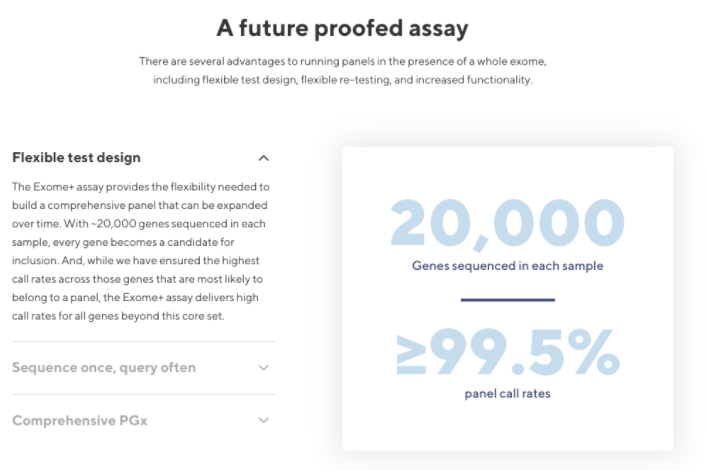 A future proofed assay
There are several advantages to running panels in the presence of a whole exome,
including flexible test design, flexible re-testing, and increased functionality.
Flexible test design
The Exome+ assay provides the flexibility needed to
build a comprehensive panel that can be expanded
over time. With ~20,000 genes sequenced in each
sample, every gene becomes a candidate for
inclusion. And, while we have ensured the highest
call rates across those genes that are most likely to
belong to a panel, the Exome+ assay delivers high
call rates for all genes beyond this core set.
Sequence once, query often
Comprehensive PGx
20,000
Genes sequenced in each sample
≥99.5%
panel call rates